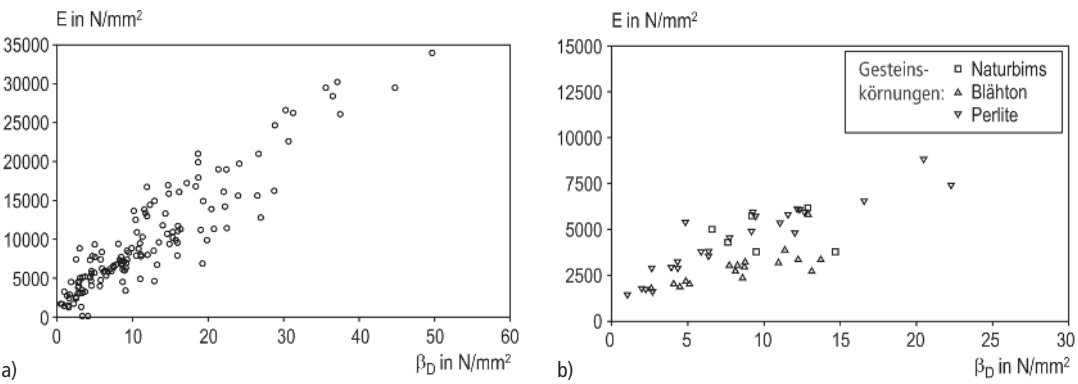 E in N/mm²
35000
30000
25000
20000
15000
10000
5000
0
0 10 20 30 40 50 60
β_D in N/mm²
a)
E in N/mm²
15000
12500
10000
7500
5000
2500
0
Gesteins-
körnungen:
Naturbims
Blähton
Perlite
0 5 10 15 20 25 30
β_D in N/mm²
b)